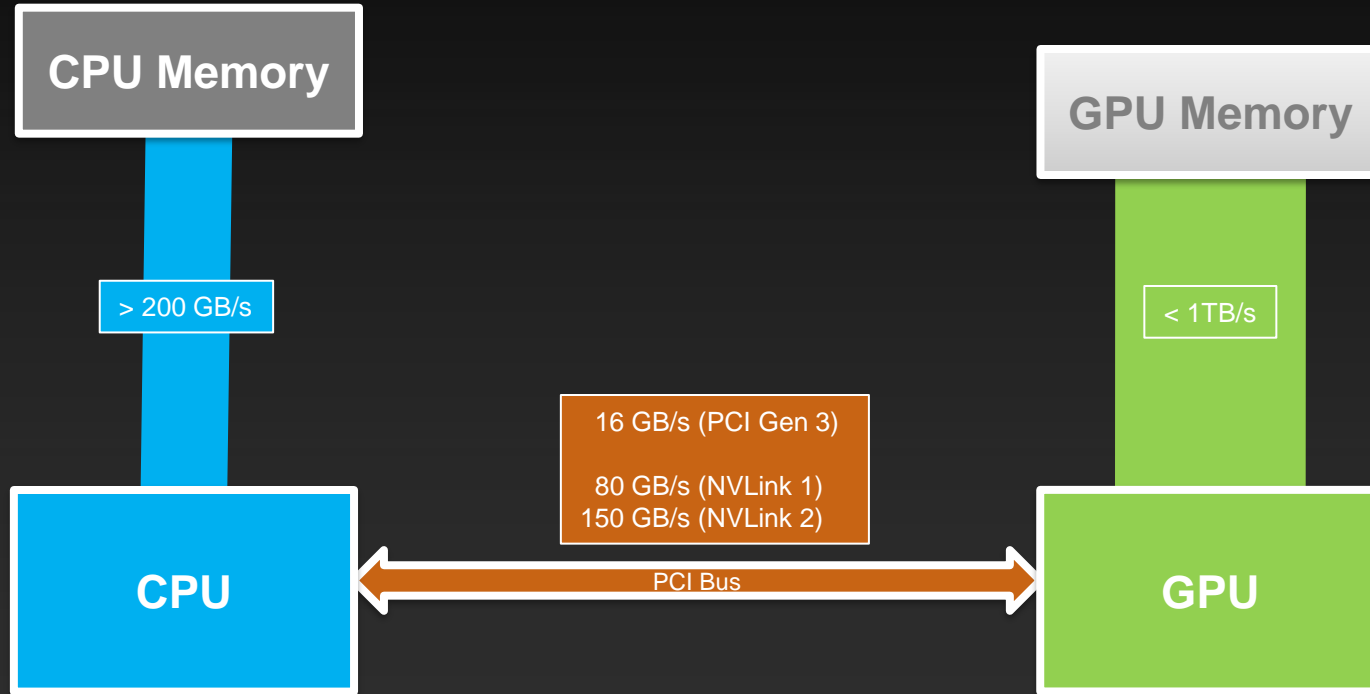 CPU Memory
GPU Memory
> 200 GB/s
< 1TB/s
16 GB/s (PCI Gen 3)
80 GB/s (NVLink 1)
150 GB/s (NVLink 2)
PCI Bus
CPU
GPU